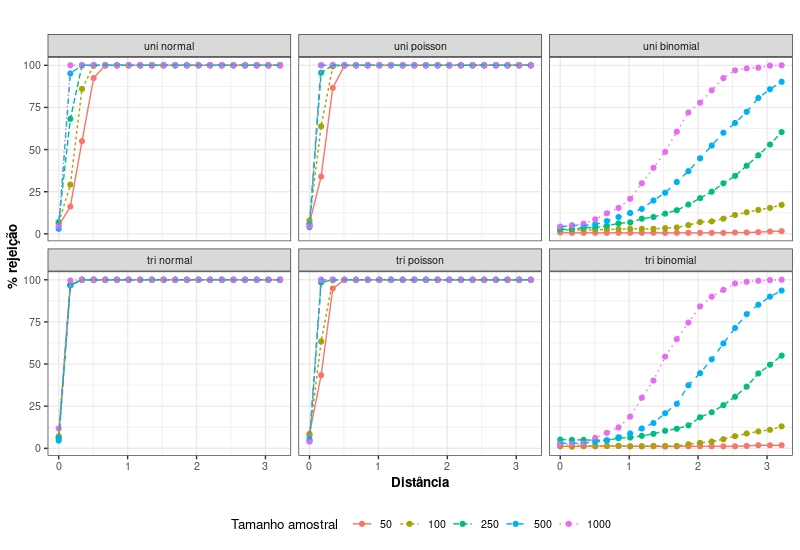 uni normal uni poisson uni binomial
100
75
50
25
0
% rejeição
tri normal tri poisson tri binomial
100
75
50
25
0
0 1 2 3 0 1 2 3 0 1 2 3
Distância
Tamanho amostral 50 100 250 500 1000